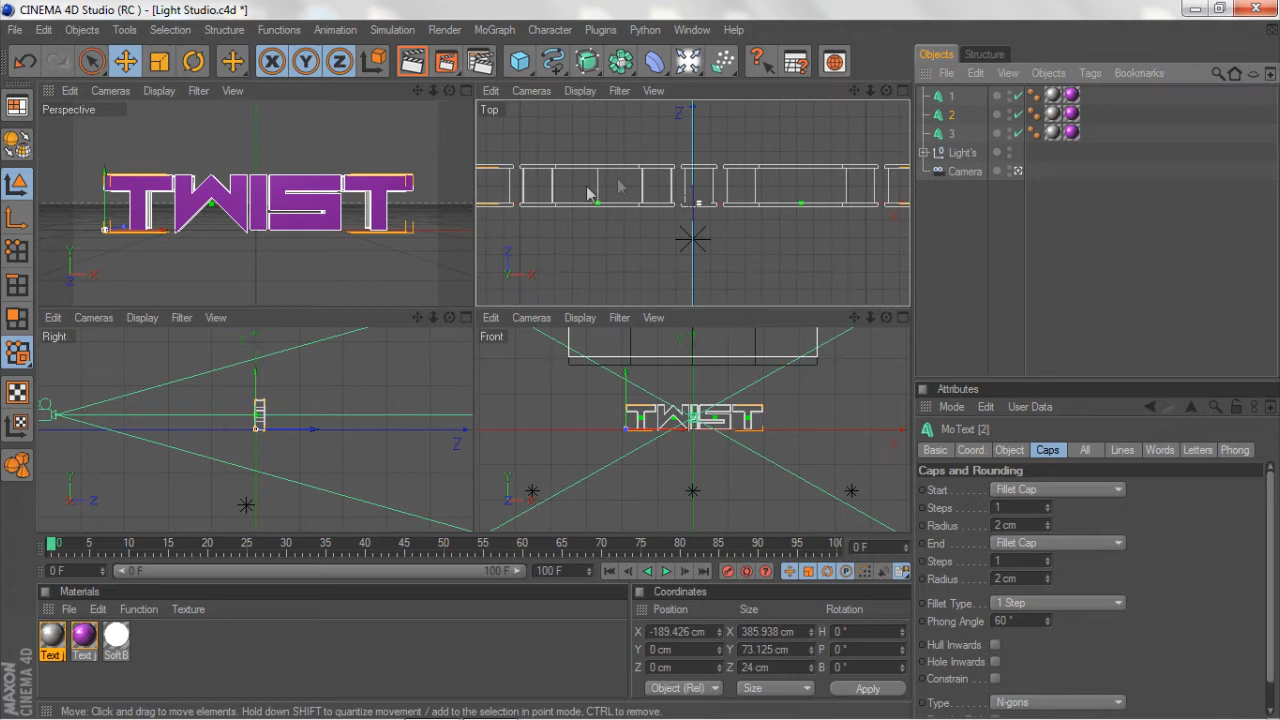 CINEMA 4D Studio (RC ) - [Light Studio.c4d *]
File Edit Objects Tools Selection Structure Functions Animation Simulation Render MoGraph Character Plugins Python Window Help
X Y Z
Objects Structure
File Edit View Objects Tags Bookmarks
1
2
3
Light's
Camera
Edit Cameras Display Filter View
Perspective
TWIST
Y
Z X
Edit Cameras Display Filter View
Top
Z
X
Z
Y X
Edit Cameras Display Filter View
Right
Y
Z
Y
X Z
Edit Cameras Display Filter View
Front
Y
X
TWIST
Y
Z X
Attributes
Mode Edit User Data
MoText [2]
Basic Coord. Object Caps All Lines Words Letters Phong
Caps and Rounding
Start Fillet Cap
Steps 1
Radius 2 cm
End Fillet Cap
Steps 1
Radius 2 cm
Fillet Type 1 Step
Phong Angle 60 °
Hull Inwards
Hole Inwards
Constrain
Type N-gons
0 5 10 15 20 25 30 35 40 45 50 55 60 65 70 75 80 85 90 95 10 0 F
0 F 0 F 100 F 100 F
Materials
File Edit Function Texture
Text j Text j SoftB
Coordinates
Position Size Rotation
X -189.426 cm X 385.938 cm H 0 °
Y 0 cm Y 73.125 cm P 0 °
Z 0 cm Z 24 cm B 0 °
Object (Rel) Size Apply
MAXON CINEMA 4D
Move: Click and drag to move elements. Hold down SHIFT to quantize movement / add to the selection in point mode, CTRL to remove.